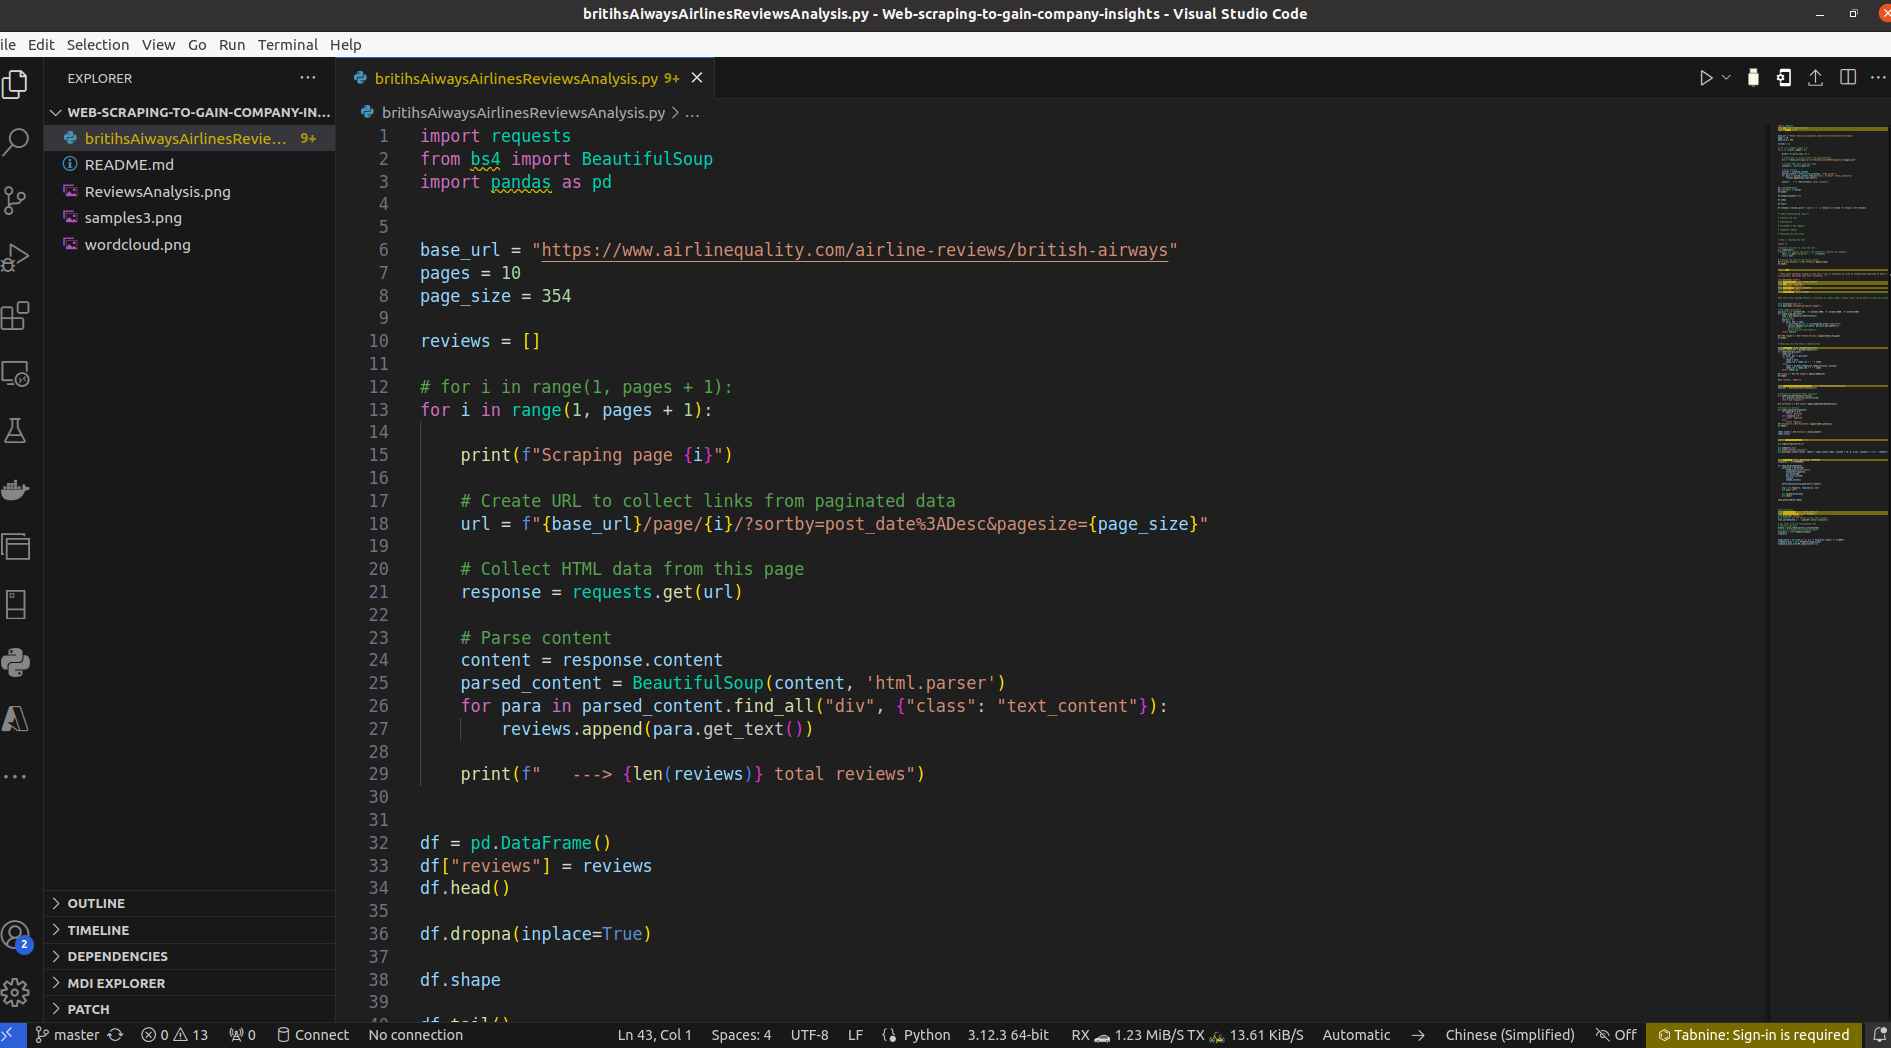 britihsAiwaysAirlinesReviewsAnalysis.py - Web-scraping-to-gain-company-insights - Visual Studio Code
ile Edit Selection View Go Run Terminal Help
EXPLORER
WEB-SCRAPING-TO-GAIN-COMPANY-IN...
britihsAiwaysAirlinesRevie... 9+
README.md
ReviewsAnalysis.png
samples3.png
wordcloud.png
OUTLINE
TIMELINE
DEPENDENCIES
MDI EXPLORER
PATCH
2
britihsAiwaysAirlinesReviewsAnalysis.py 9+
britihsAiwaysAirlinesReviewsAnalysis.py > ...
1 import requests
2 from bs4 import BeautifulSoup
3 import pandas as pd
4
5
6 base_url = "https://www.airlinequality.com/airline-reviews/british-airways"
7 pages = 10
8 page_size = 354
9
10 reviews = []
11
12 # for i in range(1, pages + 1):
13 for i in range(1, pages + 1):
14
15     print(f"Scraping page {i}")
16
17     # Create URL to collect links from paginated data
18     url = f"{base_url}/page/{i}/?sortby=post_date%3ADesc&pagesize={page_size}"
19
20     # Collect HTML data from this page
21     response = requests.get(url)
22
23     # Parse content
24     content = response.content
25     parsed_content = BeautifulSoup(content, 'html.parser')
26     for para in parsed_content.find_all("div", {"class": "text_content"}):
27         reviews.append(para.get_text())
28
29     print(f"   ---> {len(reviews)} total reviews")
30
31
32 df = pd.DataFrame()
33 df["reviews"] = reviews
34 df.head()
35
36 df.dropna(inplace=True)
37
38 df.shape
39
40 df.tail()
master 0 13 0 Connect No connection Ln 43, Col 1 Spaces: 4 UTF-8 LF Python 3.12.3 64-bit RX 1.23 MiB/S TX 13.61 KiB/S Automatic Chinese (Simplified) Off Tabnine: Sign-in is required